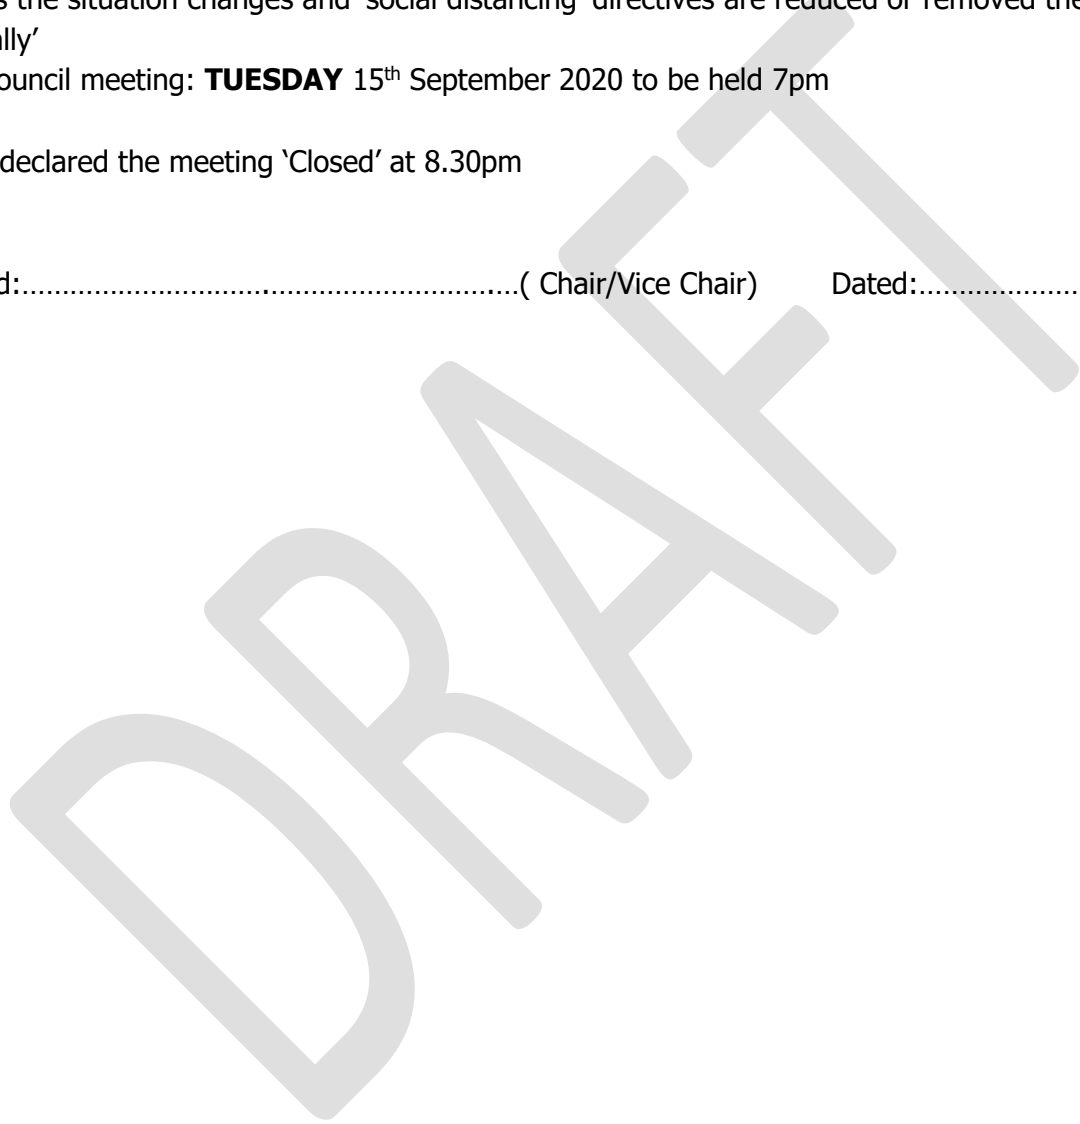 the situation changes and 'social distancing' directives are reduced or removed the
ally'
ouncil meeting: TUESDAY 15th September 2020 to be held 7pm
declared the meeting ‘Closed’ at 8.30pm
d:……………………………………………………( Chair/Vice Chair) Dated:…………………
DRAFT